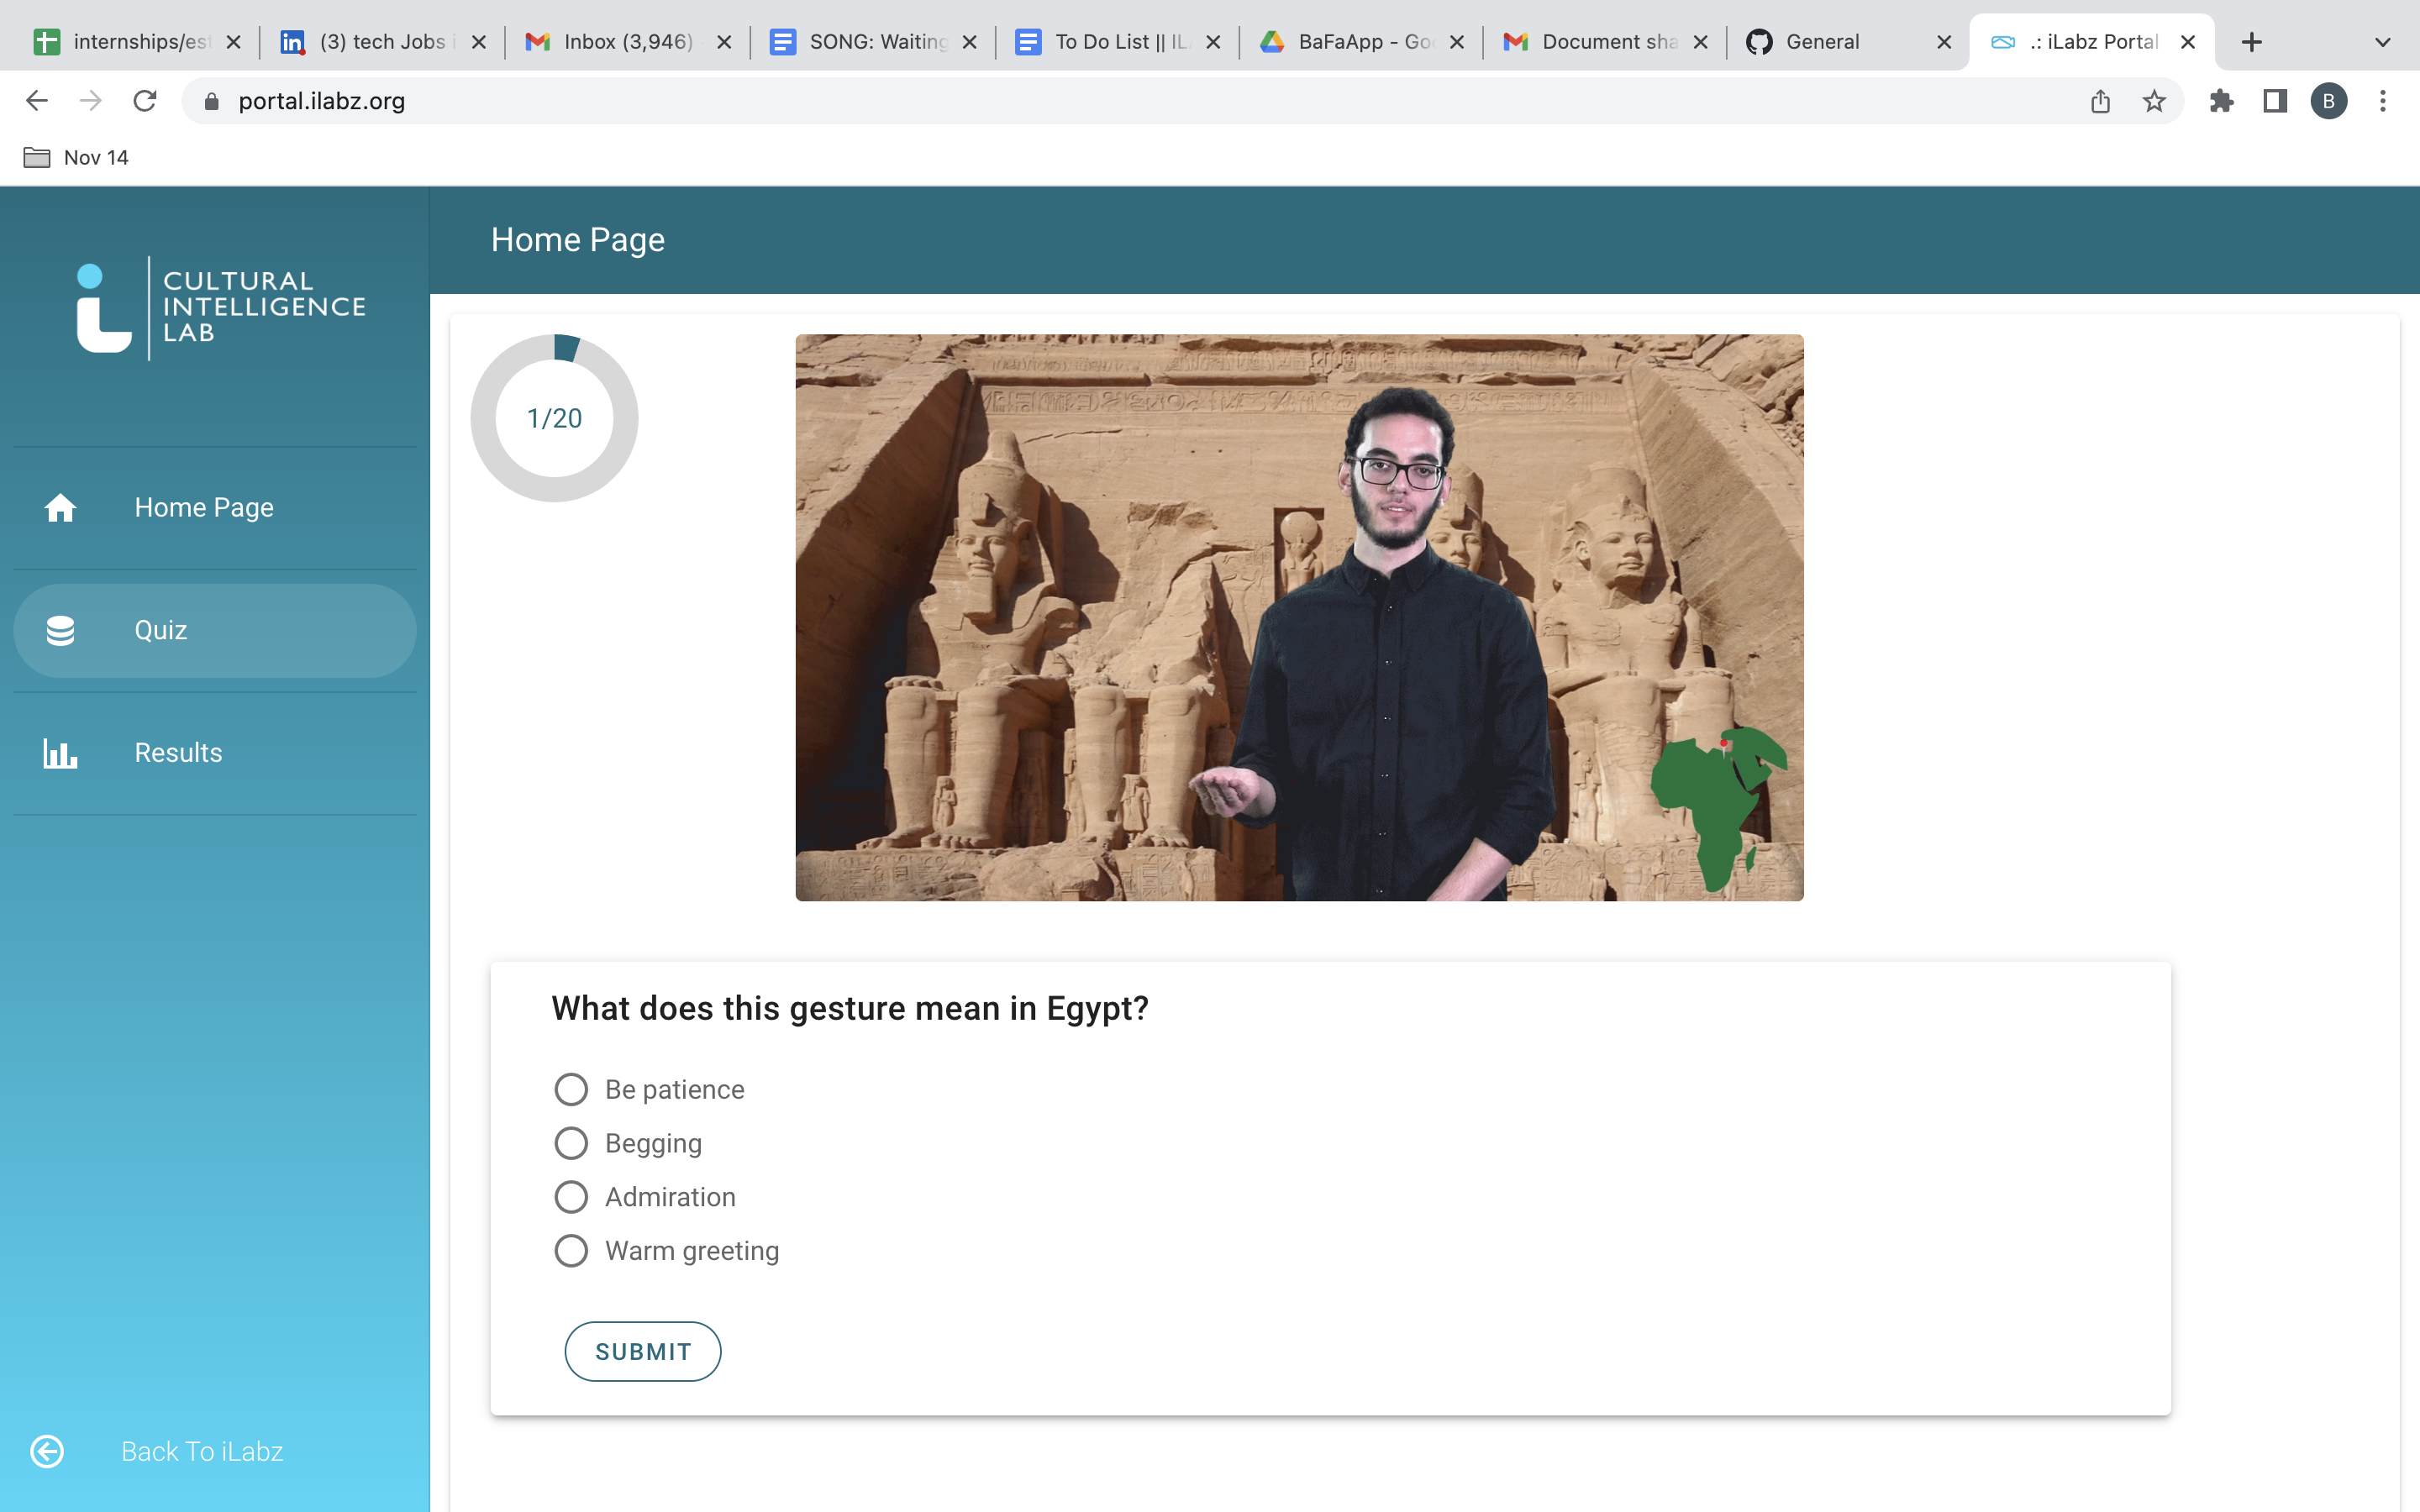 internships/est
(3) tech Jobs i
Inbox (3,946)
SONG: Waiting
To Do List || IL
BaFaApp - Goo
Document sha
General
.: iLabz Portal
portal.ilabz.org
B
Nov 14
CULTURAL
INTELLIGENCE
LAB
Home Page
Quiz
Results
Back To iLabz
Home Page
1/20
What does this gesture mean in Egypt?
Be patience
Begging
Admiration
Warm greeting
SUBMIT